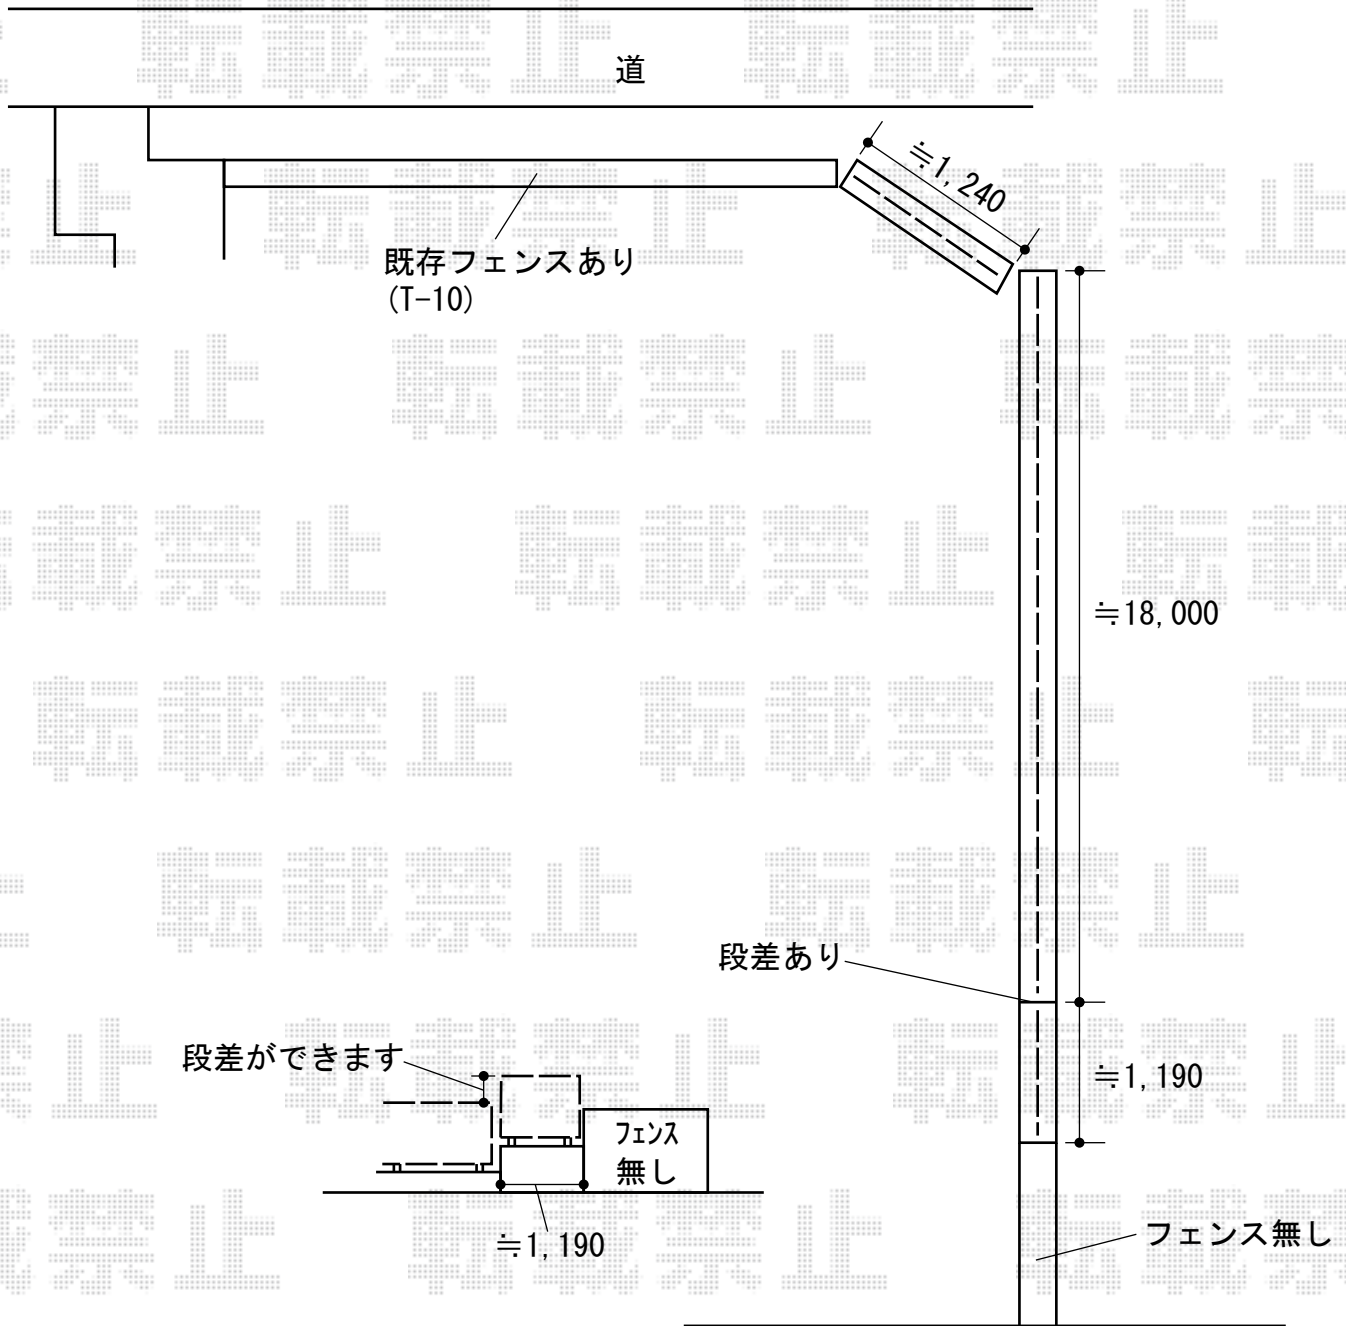 道
≒1,240
既存フェンスあり
(T-10)
≒18,000
段差あり
段差ができます
≒1,190
フェンス
無し
≒1,190
フェンス無し
転載禁止